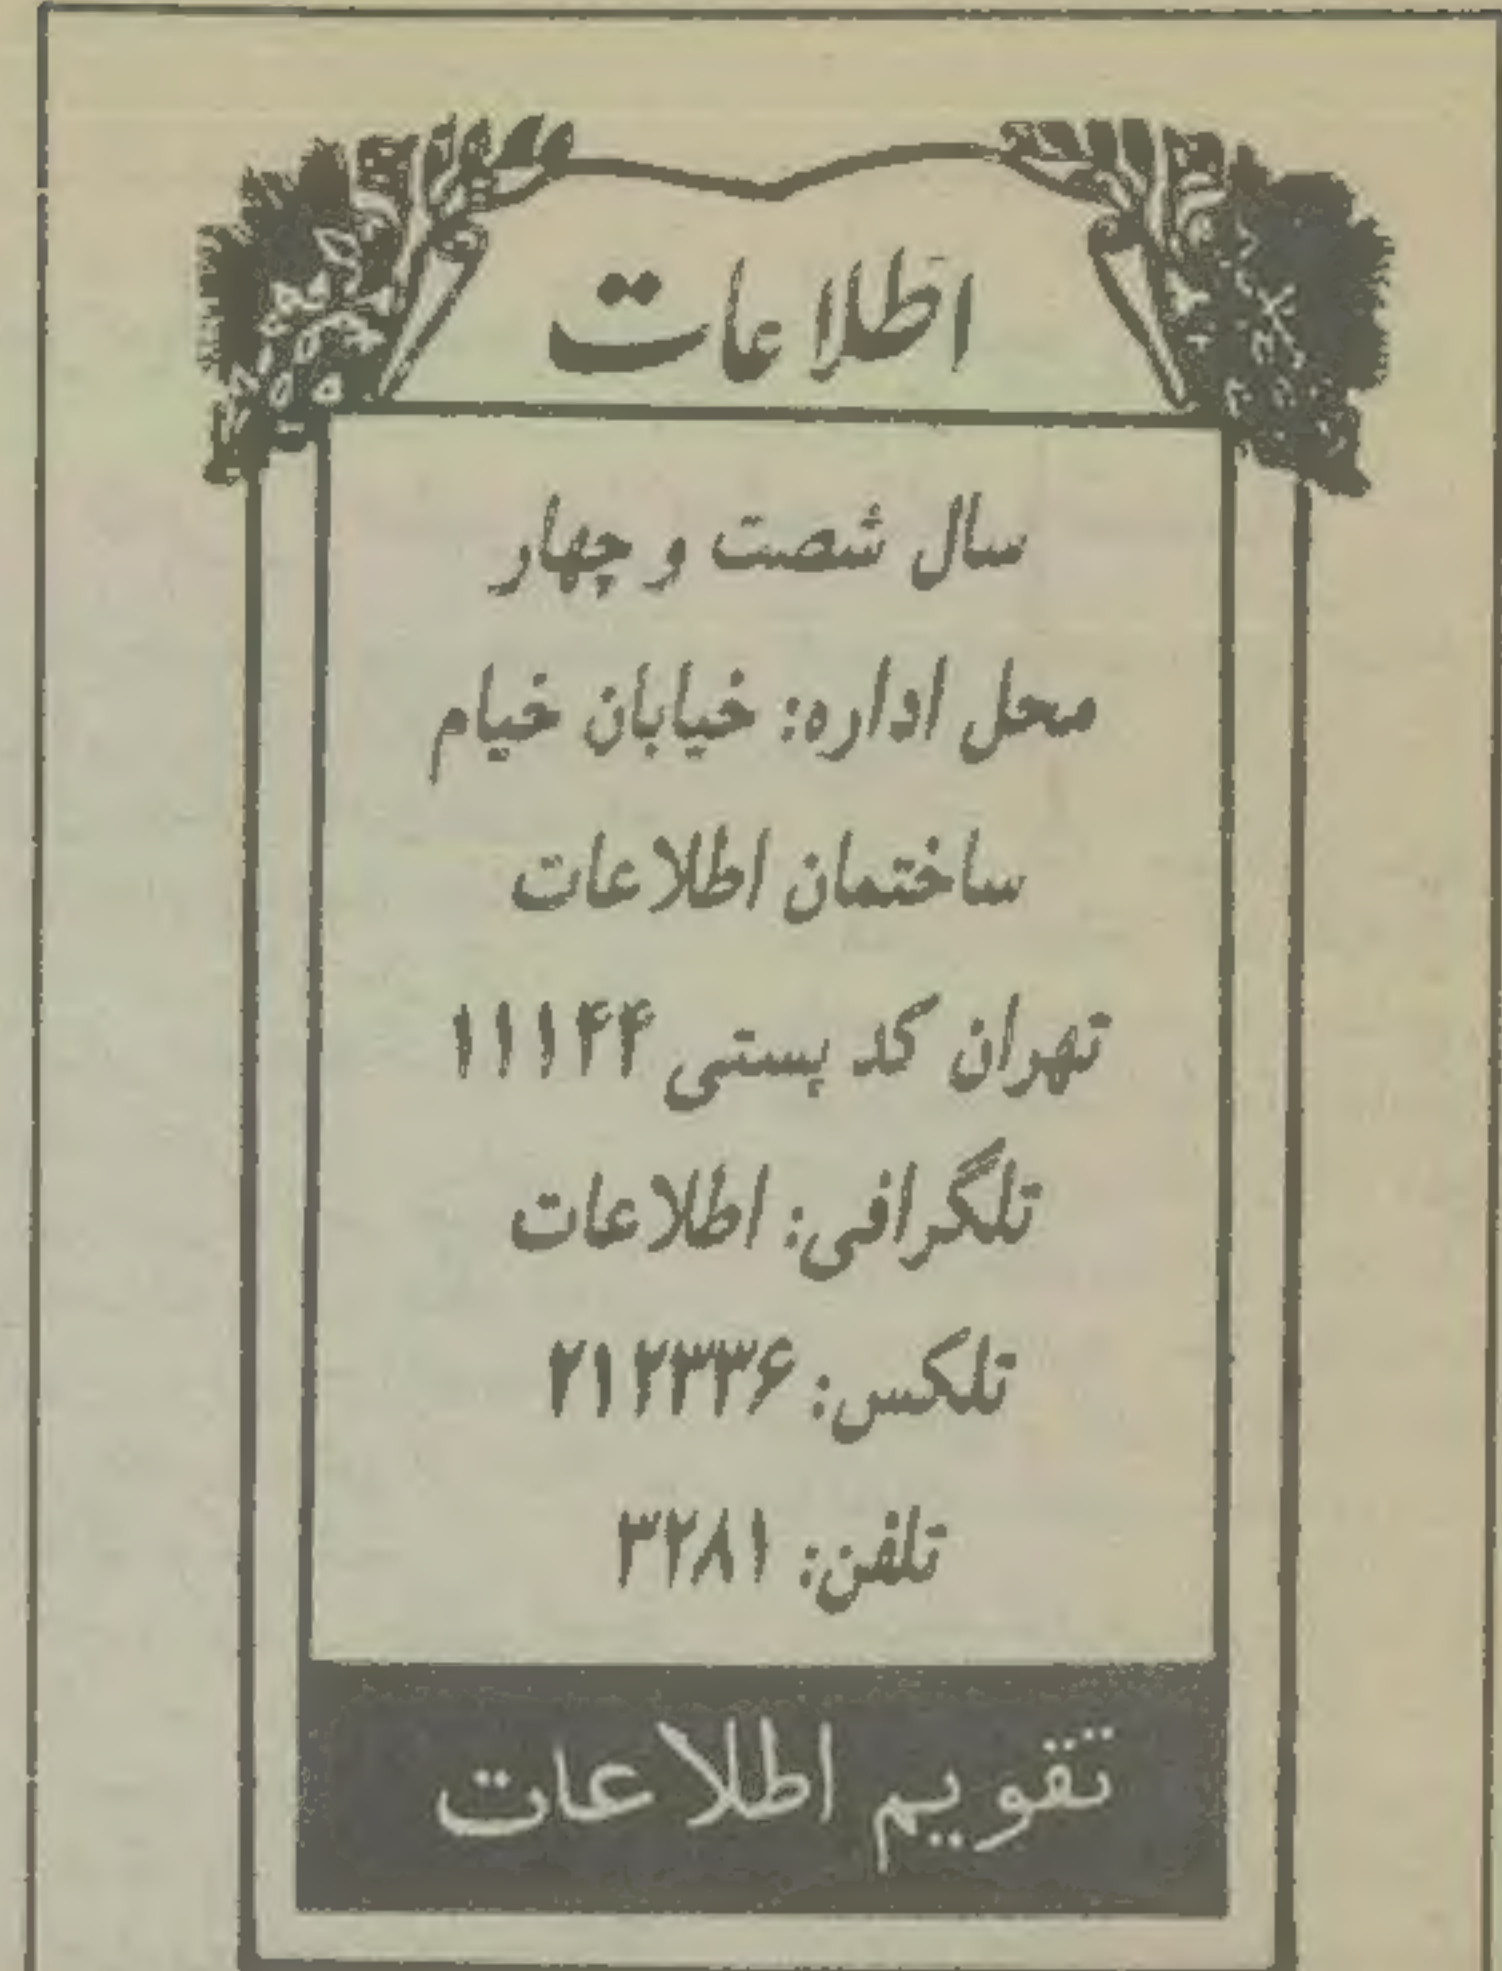 اطلاعات
سال شصت و چهار
محل اداره: خیابان خیام
ساختمان اطلاعات
تهران کد پستی ۱۱۱۴۴
تلگرافی: اطلاعات
تلکس: ۲۱۲۳۳۶
تلفن: ۳۲۸۱
تقویم اطلاعات